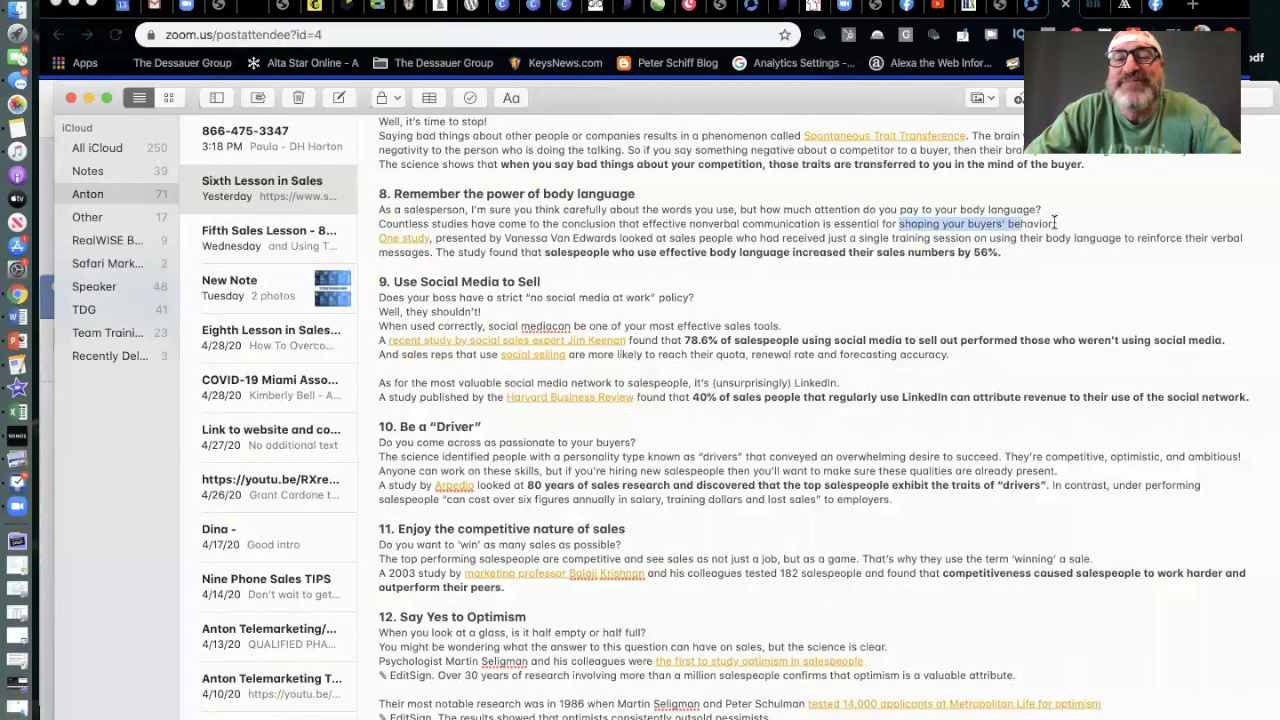 13
zoom.us/postattendee?id=4
Apps
The Dessauer Group
Alta Star Online - A
The Dessauer Group
KeysNews.com
Peter Schiff Blog
Analytics Settings -...
Alexa the Web Infor...
pdf
Aa
iCloud
All iCloud 250
Notes 39
Anton 71
Other 17
RealWISE B... 23
Safari Mark... 2
Speaker 48
TDG 41
Team Traini... 23
Recently Del... 3
866-475-3347
3:18 PM Paula - DH Horton
Sixth Lesson in Sales
Yesterday https://www.s...
Fifth Sales Lesson - 8...
Wednesday and Using T...
New Note
Tuesday 2 photos
Eighth Lesson in Sales...
4/28/20 How To Overco...
COVID-19 Miami Asso...
4/28/20 Kimberly Bell - A...
Link to website and co...
4/27/20 No additional text
https://youtu.be/RXre...
4/26/20 Grant Cardone t...
Dina -
4/17/20 Good intro
Nine Phone Sales TIPS
4/14/20 Don't wait to get...
Anton Telemarketing/...
4/13/20 QUALIFIED PHA...
Anton Telemarketing T...
4/10/20 https://youtu.be/...
Well, it's time to stop!
Saying bad things about other people or companies results in a phenomenon called Spontaneous Trait Transference. The brain
negativity to the person who is doing the talking. So if you say something negative about a competitor to a buyer, then their
The science shows that when you say bad things about your competition, those traits are transferred to you in the mind of the buyer.
8. Remember the power of body language
As a salesperson, I'm sure you think carefully about the words you use, but how much attention do you pay to your body language?
Countless studies have come to the conclusion that effective nonverbal communication is essential for shoping your buyers' behavior.
One study, presented by Vanessa Van Edwards looked at sales people who had received just a single training session on using their body language to reinforce their verbal
messages. The study found that salespeople who use effective body language increased their sales numbers by 56%.
9. Use Social Media to Sell
Does your boss have a strict “no social media at work” policy?
Well, they shouldn't!
When used correctly, social mediacan be one of your most effective sales tools.
A recent study by social sales expert Jim Keenan found that 78.6% of salespeople using social media to sell out performed those who weren't using social media.
And sales reps that use social selling are more likely to reach their quota, renewal rate and forecasting accuracy.
As for the most valuable social media network to salespeople, it's (unsurprisingly) LinkedIn.
A study published by the Harvard Business Review found that 40% of sales people that regularly use LinkedIn can attribute revenue to their use of the social network.
10. Be a “Driver”
Do you come across as passionate to your buyers?
The science identified people with a personality type known as “drivers” that conveyed an overwhelming desire to succeed. They're competitive, optimistic, and ambitious!
Anyone can work on these skills, but if you're hiring new salespeople then you'll want to make sure these qualities are already present.
A study by Arpedio looked at 80 years of sales research and discovered that the top salespeople exhibit the traits of “drivers”. In contrast, under performing
salespeople “can cost over six figures annually in salary, training dollars and lost sales” to employers.
11. Enjoy the competitive nature of sales
Do you want to ‘win’ as many sales as possible?
The top performing salespeople are competitive and see sales as not just a job, but as a game. That's why they use the term ‘winning’ a sale.
A 2003 study by marketing professor Balaji Krishnan and his colleagues tested 182 salespeople and found that competitiveness caused salespeople to work harder and
outperform their peers.
12. Say Yes to Optimism
When you look at a glass, is it half empty or half full?
You might be wondering what the answer to this question can have on sales, but the science is clear.
Psychologist Martin Seligman and his colleagues were the first to study optimism in salespeople
✎ EditSign. Over 30 years of research involving more than a million salespeople confirms that optimism is a valuable attribute.
Their most notable research was in 1986 when Martin Seligman and Peter Schulman tested 14,000 applicants at Metropolitan Life for optimism
✎ EditSign. The results showed that optimists consistently outsold pessimists.